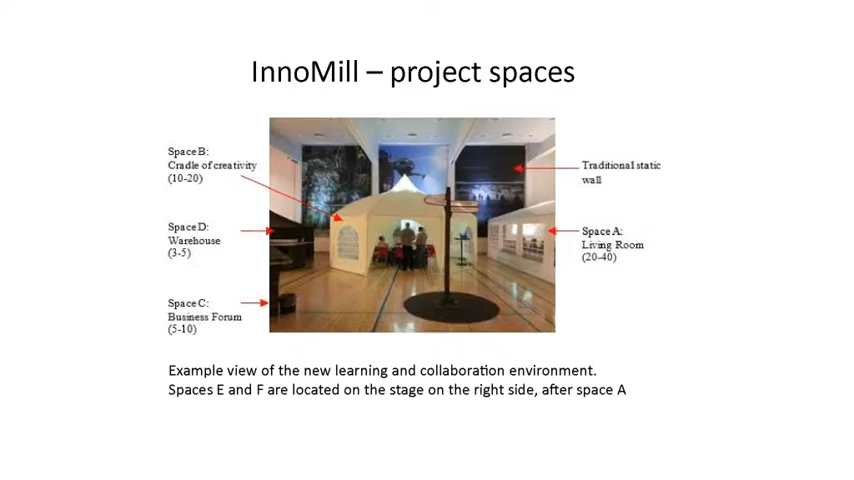 InnoMill – project spaces
Space B:
Cradle of creativity
(10-20)
Space D:
Warehouse
(3-5)
Space C:
Business Forum
(5-10)
Traditional static
wall
Space A:
Living Room
(20-40)
Example view of the new learning and collaboration environment.
Spaces E and F are located on the stage on the right side, after space A